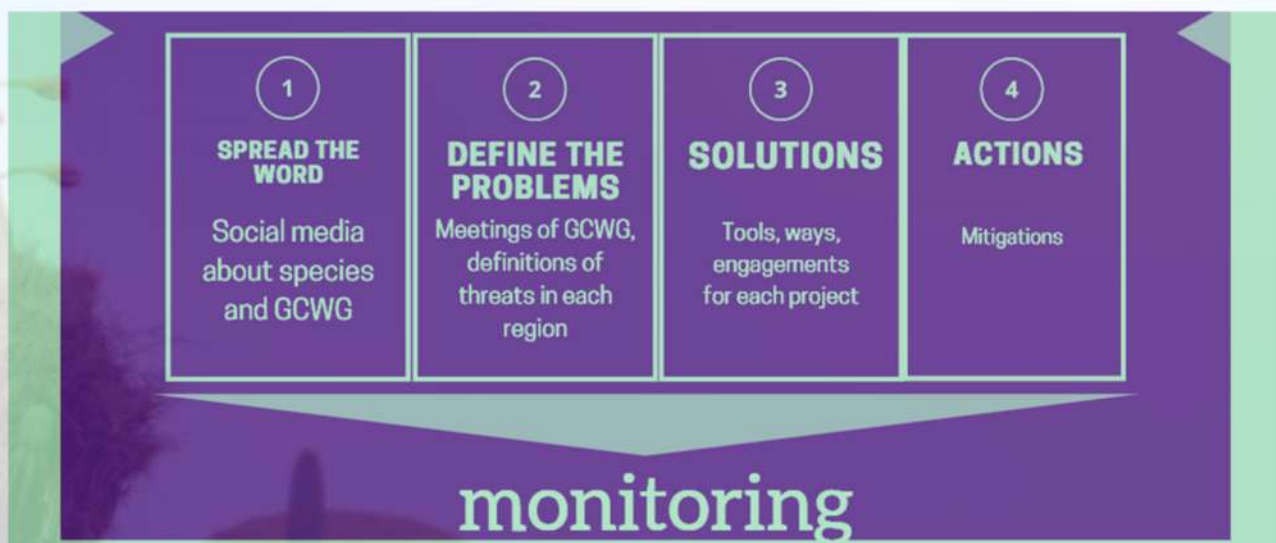 1
SPREAD THE
WORD
Social media
about species
and GCWG
2
DEFINE THE
PROBLEMS
Meetings of GCWG,
definitions of
threats in each
region
3
SOLUTIONS
Tools, ways,
engagements
for each project
4
ACTIONS
Mitigations
monitoring